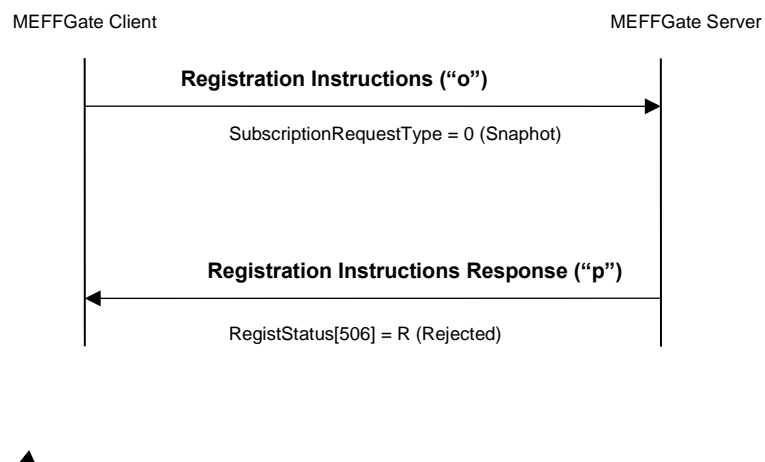 MEFFGate Client
MEFFGate Server
Registration Instructions (“o”)
SubscriptionRequestType = 0 (Snaphot)
Registration Instructions Response (“p”)
RegistStatus[506] = R (Rejected)